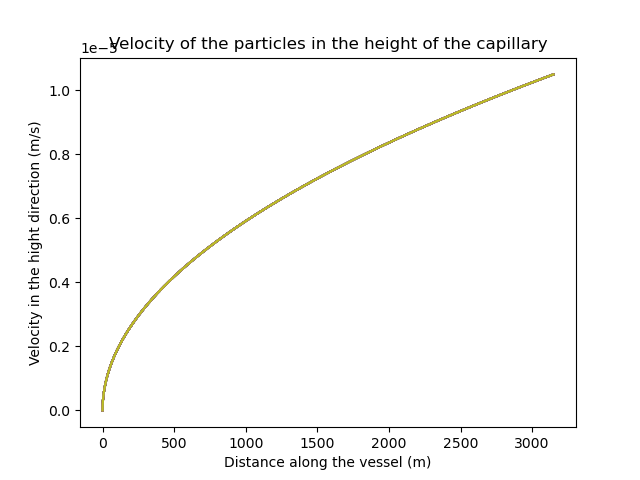 Velocity of the particles in the height of the capillary
1e−5
1.0
0.8
0.6
0.4
0.2
0.0
Velocity in the hight direction (m/s)
0 500 1000 1500 2000 2500 3000
Distance along the vessel (m)